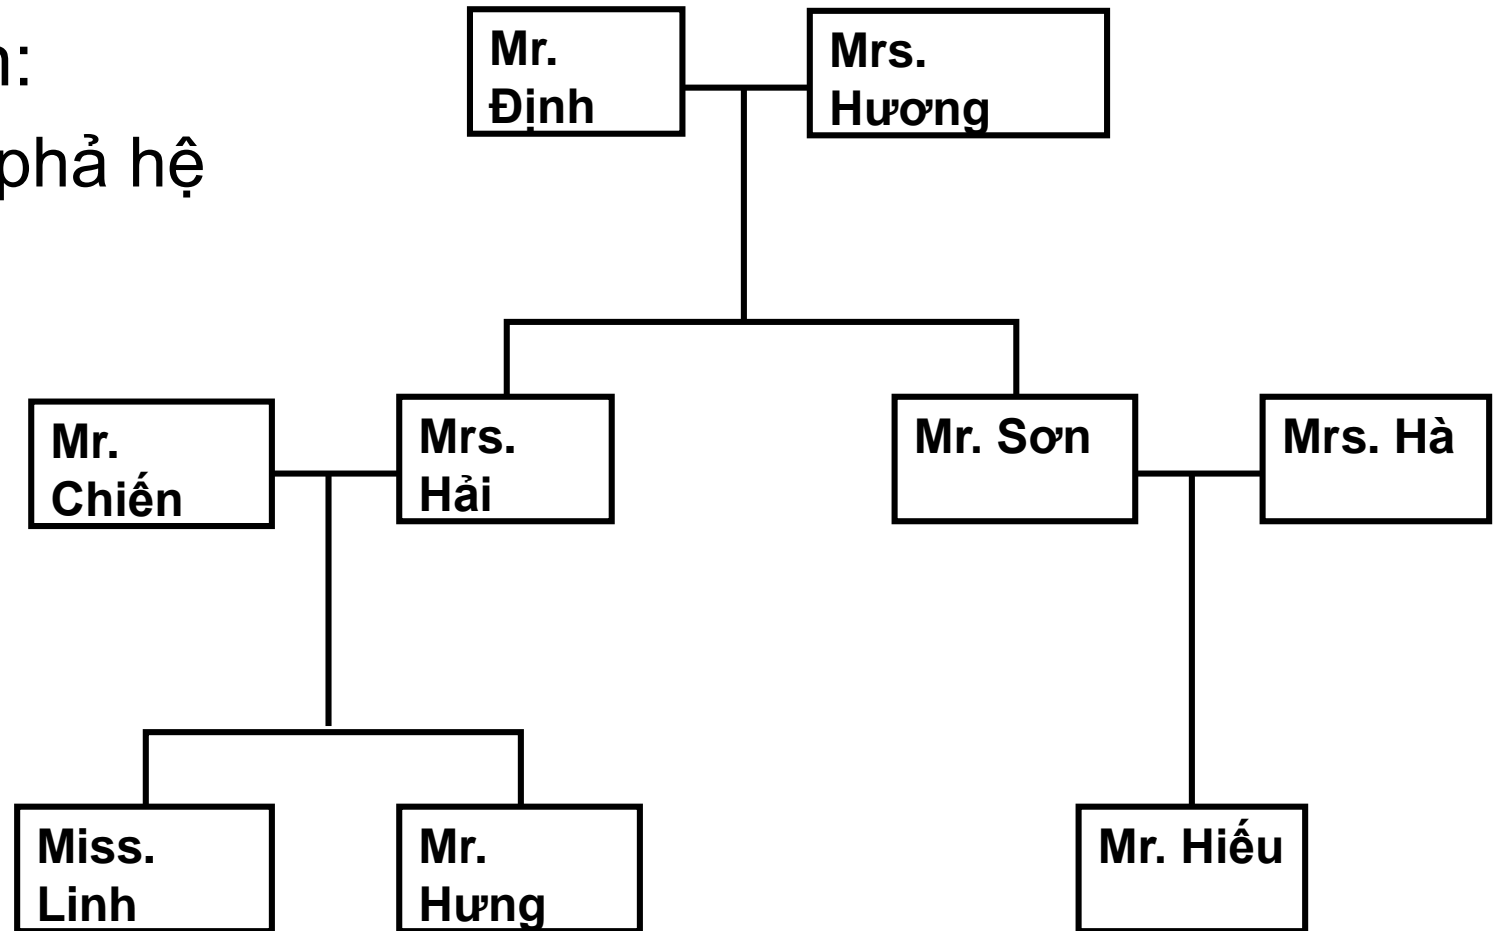 n:
phả hệ
Mr.
Định
Mrs.
Hương
Mr.
Chiến
Mrs.
Hải
Mr. Sơn
Mrs. Hà
Miss.
Linh
Mr.
Hưng
Mr. Hiếu